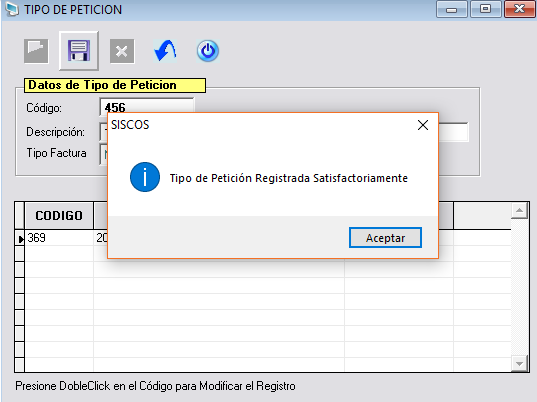 TIPO DE PETICION
Datos de Tipo de Peticion
Código: 456
Descripción:
Tipo Factura
SISCOS
Tipo de Petición Registrada Satisfactoriamente
Aceptar
CODIGO
369 20
Presione DobleClick en el Código para Modificar el Registro